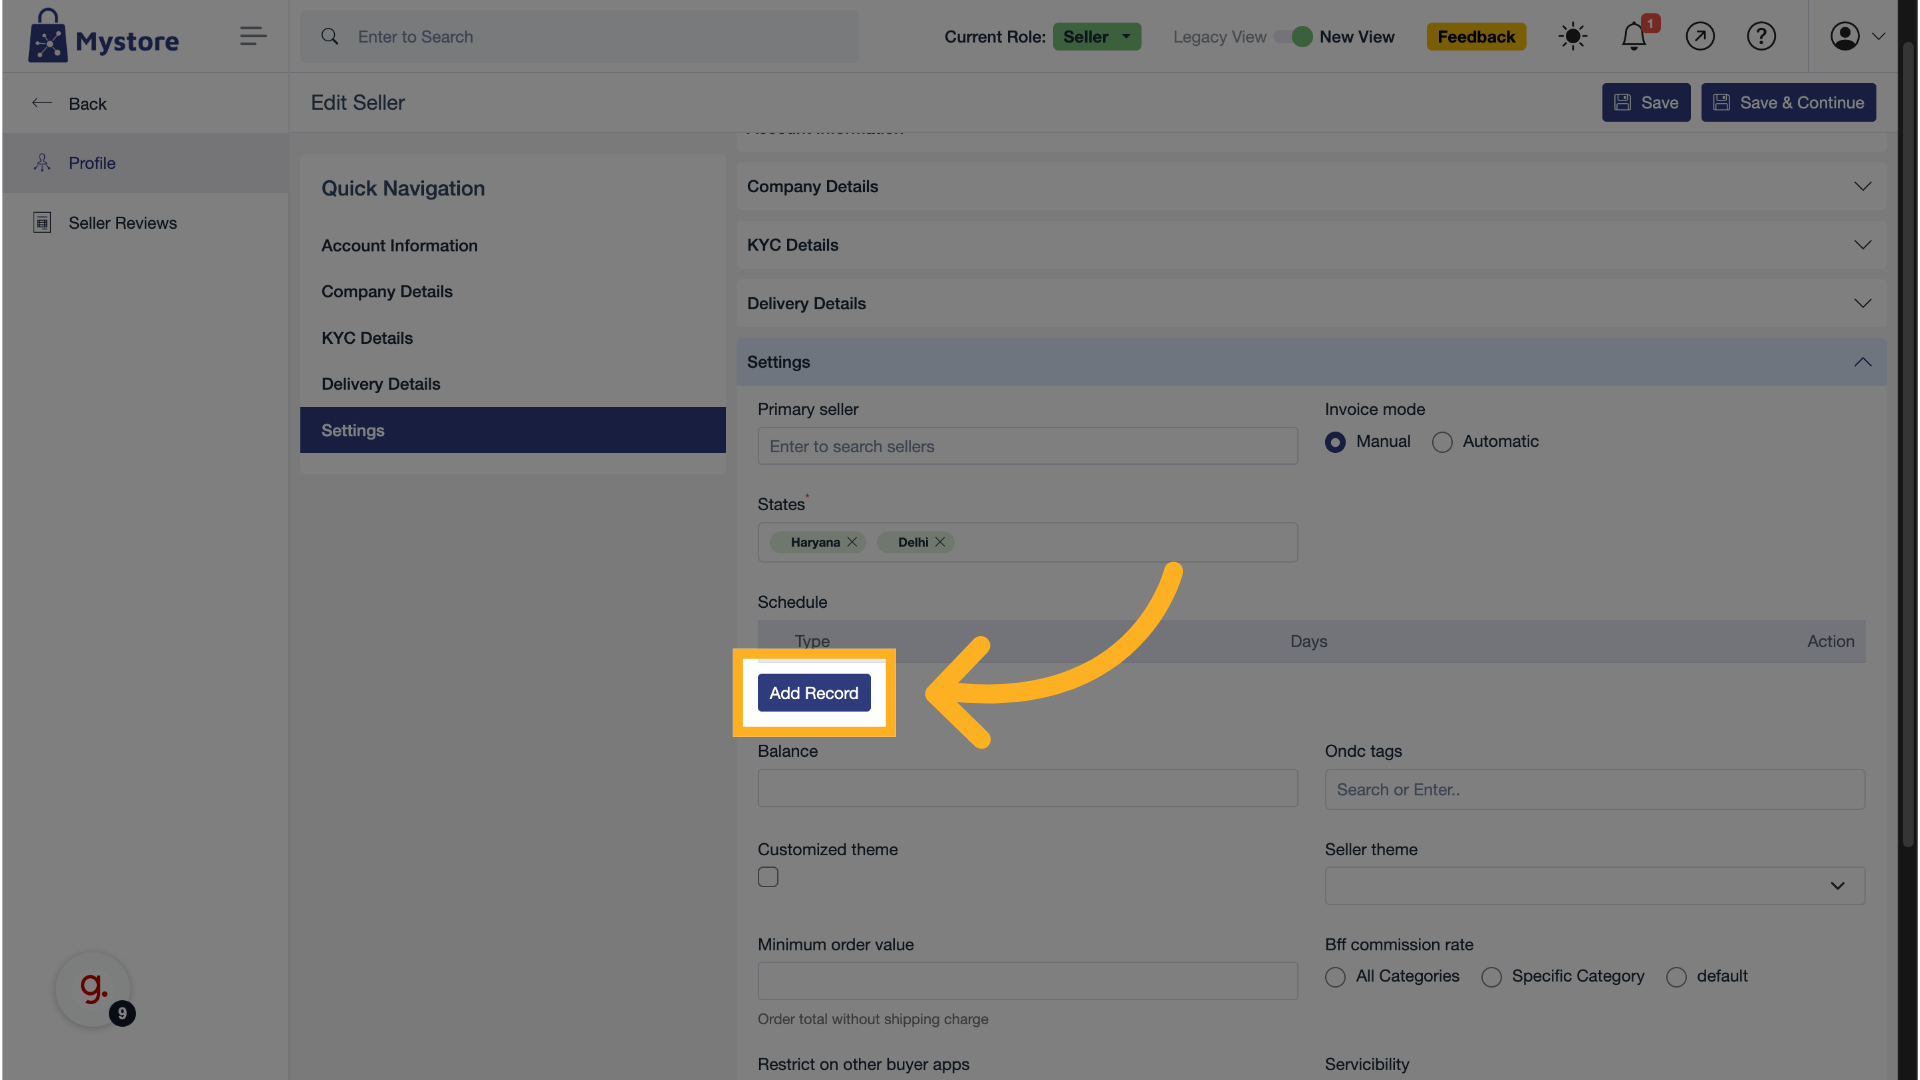 Mystore
Enter to Search
Current Role: Seller
Legacy View New View
Feedback
1
Back
Edit Seller
Save
Save & Continue
Profile
Seller Reviews
Quick Navigation
Account Information
Company Details
KYC Details
Delivery Details
Settings
Account Information
Company Details
KYC Details
Delivery Details
Settings
Primary seller
Enter to search sellers
Invoice mode
Manual Automatic
States*
Haryana Delhi
Schedule
Type Days Action
Add Record
Balance
Ondc tags
Search or Enter..
Customized theme
Seller theme
Minimum order value
Order total without shipping charge
Bff commission rate
All Categories Specific Category default
Restrict on other buyer apps
Servicibility
g.
9